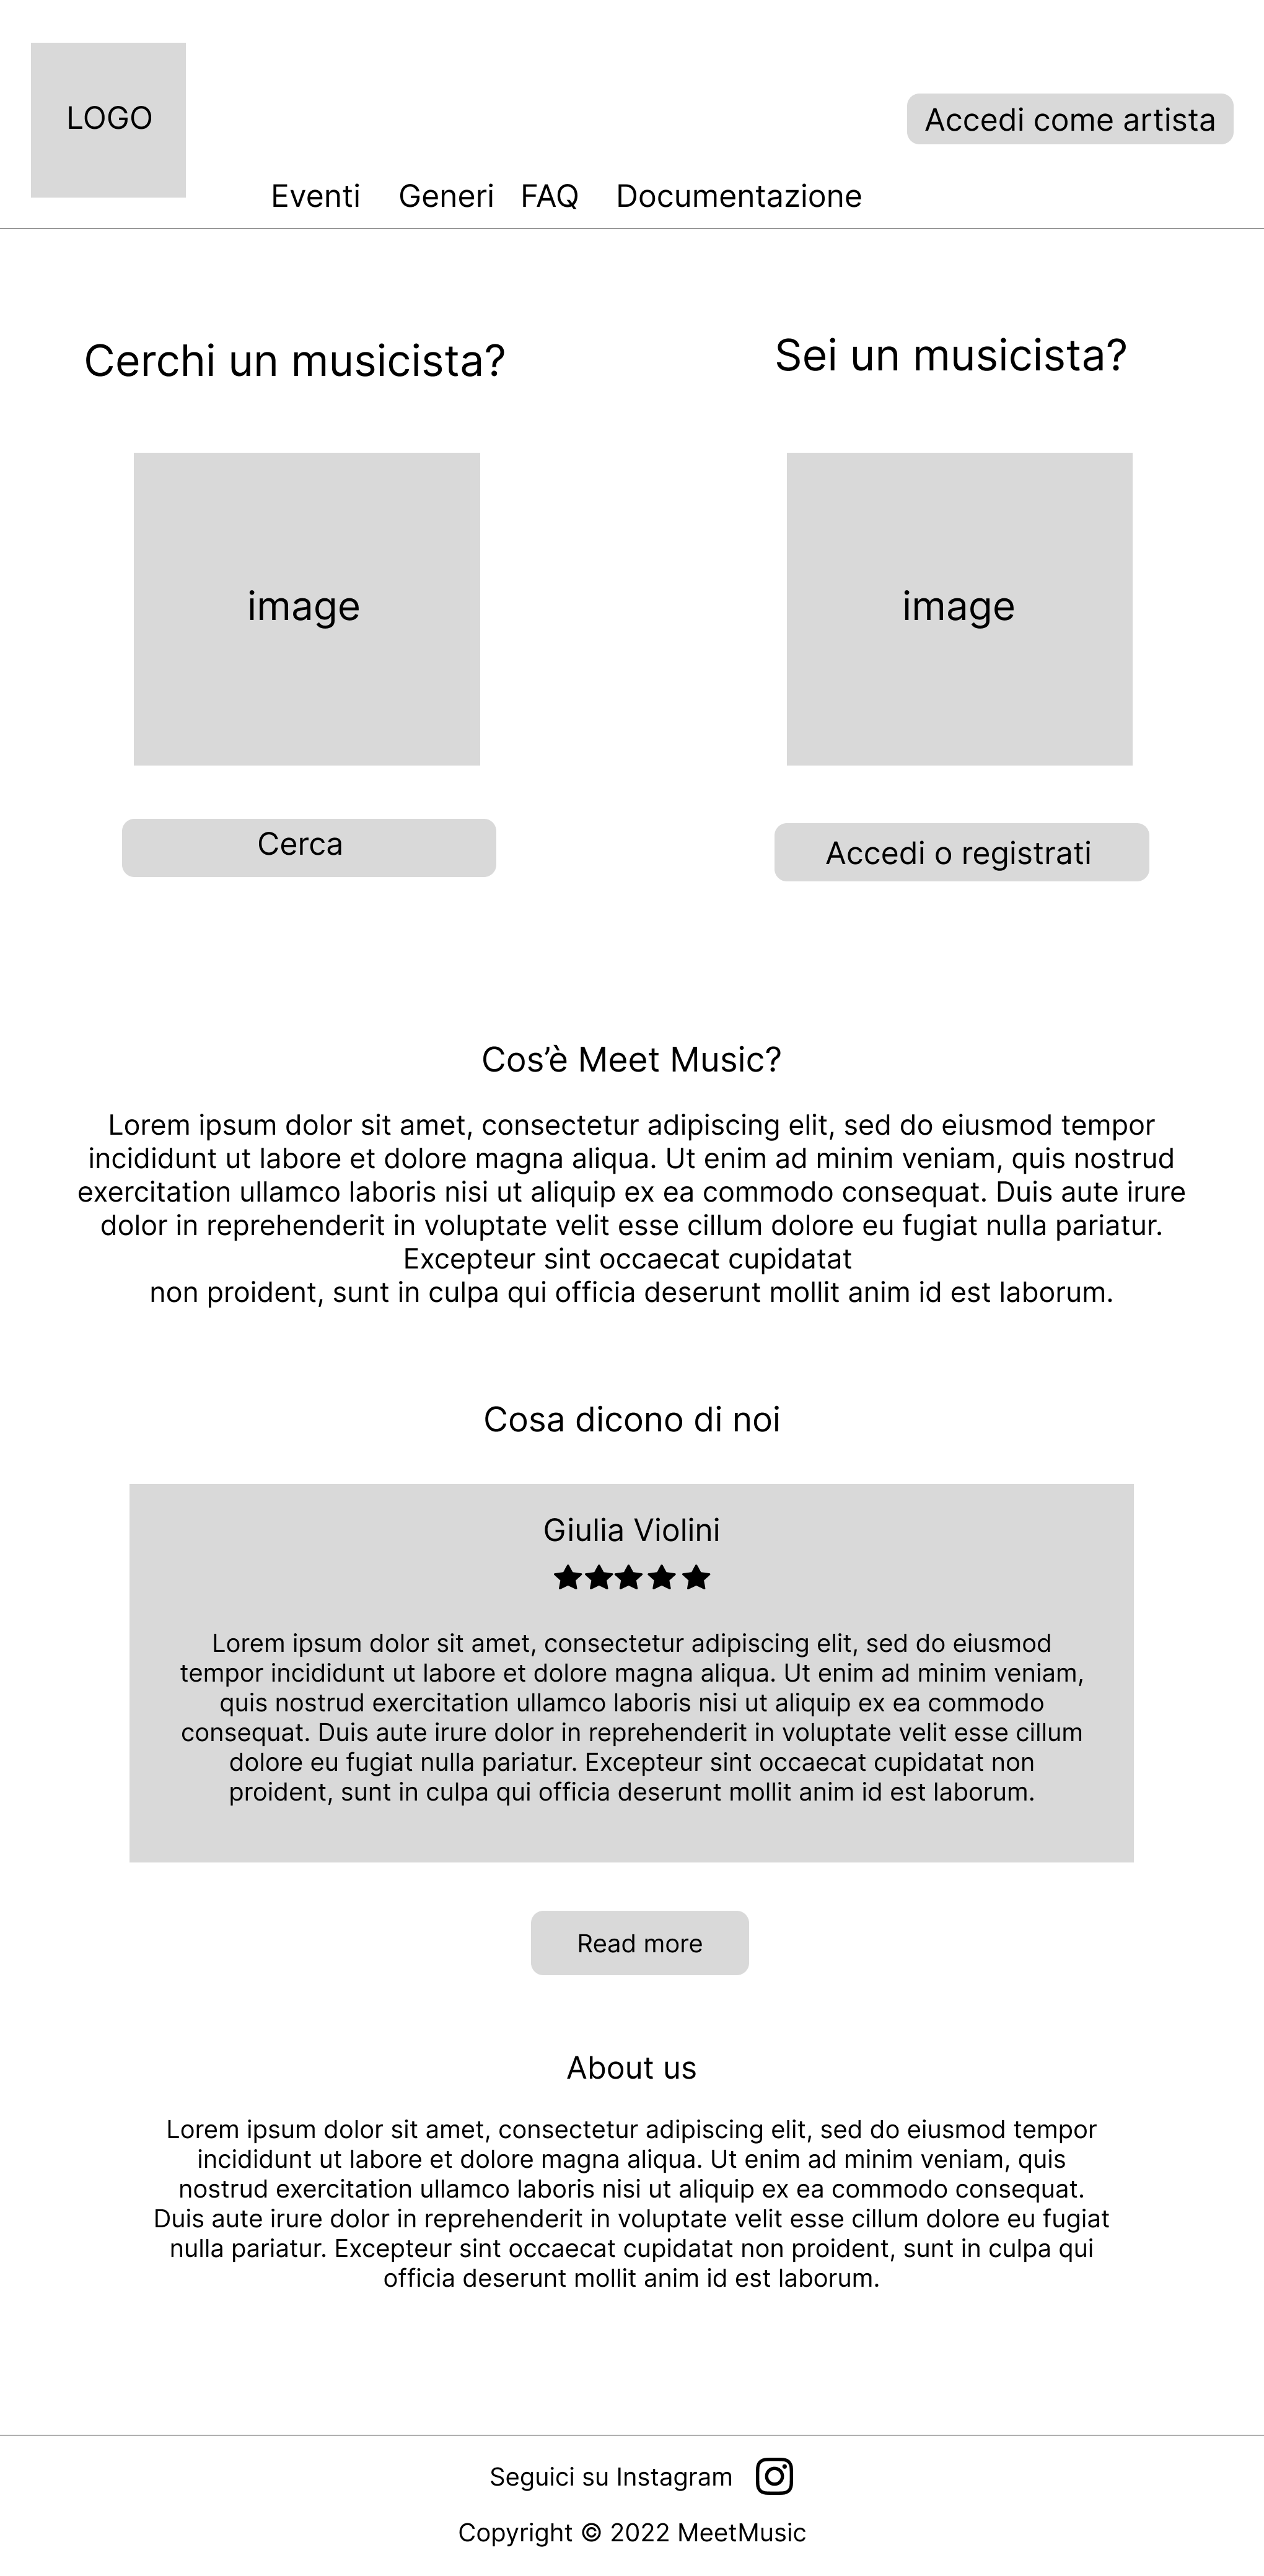 LOGO
Accedi come artista
Eventi Generi FAQ Documentazione
Cerchi un musicista?
Sei un musicista?
image
image
Cerca
Accedi o registrati
Cos’è Meet Music?
Lorem ipsum dolor sit amet, consectetur adipiscing elit, sed do eiusmod tempor
incididunt ut labore et dolore magna aliqua. Ut enim ad minim veniam, quis nostrud
exercitation ullamco laboris nisi ut aliquip ex ea commodo consequat. Duis aute irure
dolor in reprehenderit in voluptate velit esse cillum dolore eu fugiat nulla pariatur.
Excepteur sint occaecat cupidatat
non proident, sunt in culpa qui officia deserunt mollit anim id est laborum.
Cosa dicono di noi
Giulia Violini
Lorem ipsum dolor sit amet, consectetur adipiscing elit, sed do eiusmod
tempor incididunt ut labore et dolore magna aliqua. Ut enim ad minim veniam,
quis nostrud exercitation ullamco laboris nisi ut aliquip ex ea commodo
consequat. Duis aute irure dolor in reprehenderit in voluptate velit esse cillum
dolore eu fugiat nulla pariatur. Excepteur sint occaecat cupidatat non
proident, sunt in culpa qui officia deserunt mollit anim id est laborum.
Read more
About us
Lorem ipsum dolor sit amet, consectetur adipiscing elit, sed do eiusmod tempor
incididunt ut labore et dolore magna aliqua. Ut enim ad minim veniam, quis
nostrud exercitation ullamco laboris nisi ut aliquip ex ea commodo consequat.
Duis aute irure dolor in reprehenderit in voluptate velit esse cillum dolore eu fugiat
nulla pariatur. Excepteur sint occaecat cupidatat non proident, sunt in culpa qui
officia deserunt mollit anim id est laborum.
Seguici su Instagram
Copyright © 2022 MeetMusic